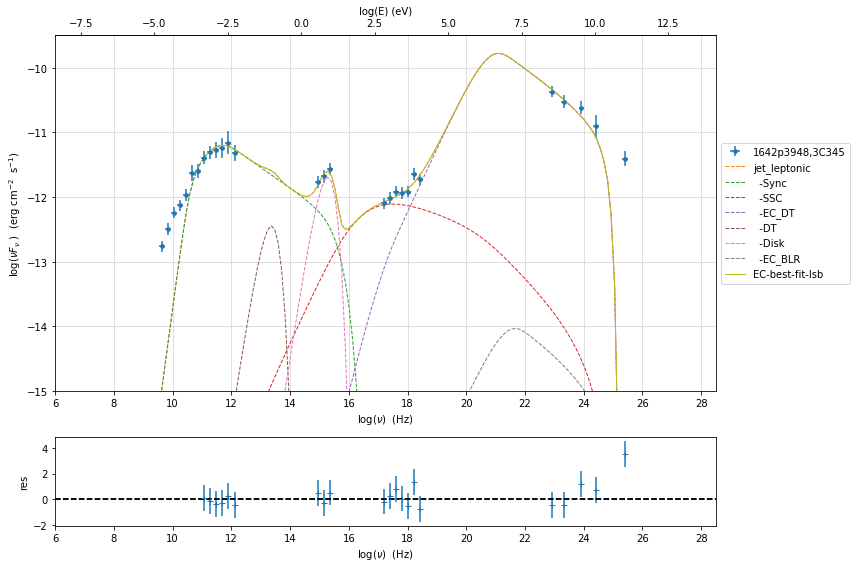 log(E) (eV)
−7.5 −5.0 −2.5 0.0 2.5 5.0 7.5 10.0 12.5
−10
−11
−12
−13
−14
−15
log(νFν ) (erg cm−2 s−1)
6 8 10 12 14 16 18 20 22 24 26 28
log(ν) (Hz)
1642p3948,3C345
jet_leptonic
-Sync
-SSC
-EC_DT
-DT
-Disk
-EC_BLR
EC-best-fit-lsb
4
2
0
−2
res
6 8 10 12 14 16 18 20 22 24 26 28
log(ν) (Hz)